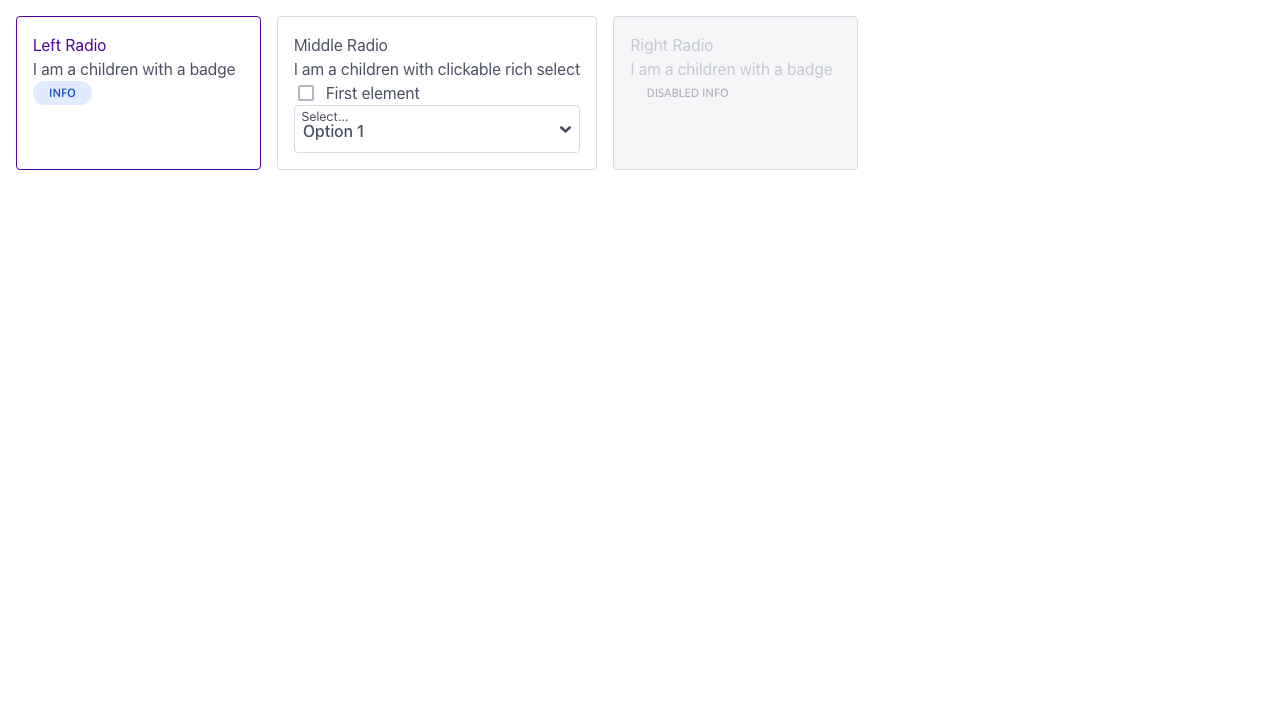 Left Radio
I am a children with a badge
INFO
Middle Radio
I am a children with clickable rich select
First element
Select...
Option 1
Right Radio
I am a children with a badge
DISABLED INFO